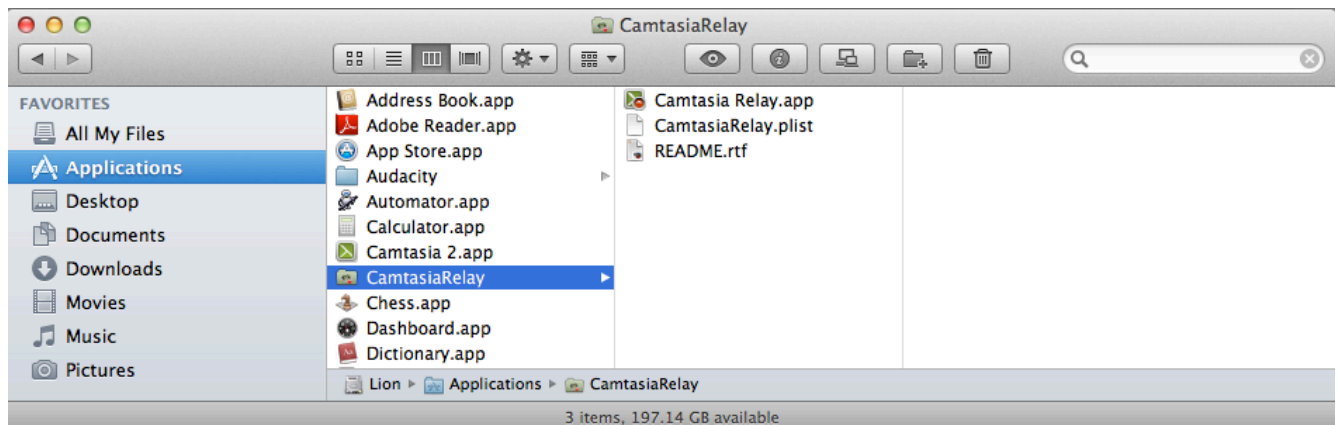 CamtasiaRelay
FAVORITES
All My Files
Applications
Desktop
Documents
Downloads
Movies
Music
Pictures
Address Book.app
Adobe Reader.app
App Store.app
Audacity
Automator.app
Calculator.app
Camtasia 2.app
CamtasiaRelay
Chess.app
Dashboard.app
Dictionary.app
Camtasia Relay.app
CamtasiaRelay.plist
README.rtf
Lion ▸ Applications ▸ CamtasiaRelay
3 items, 197.14 GB available